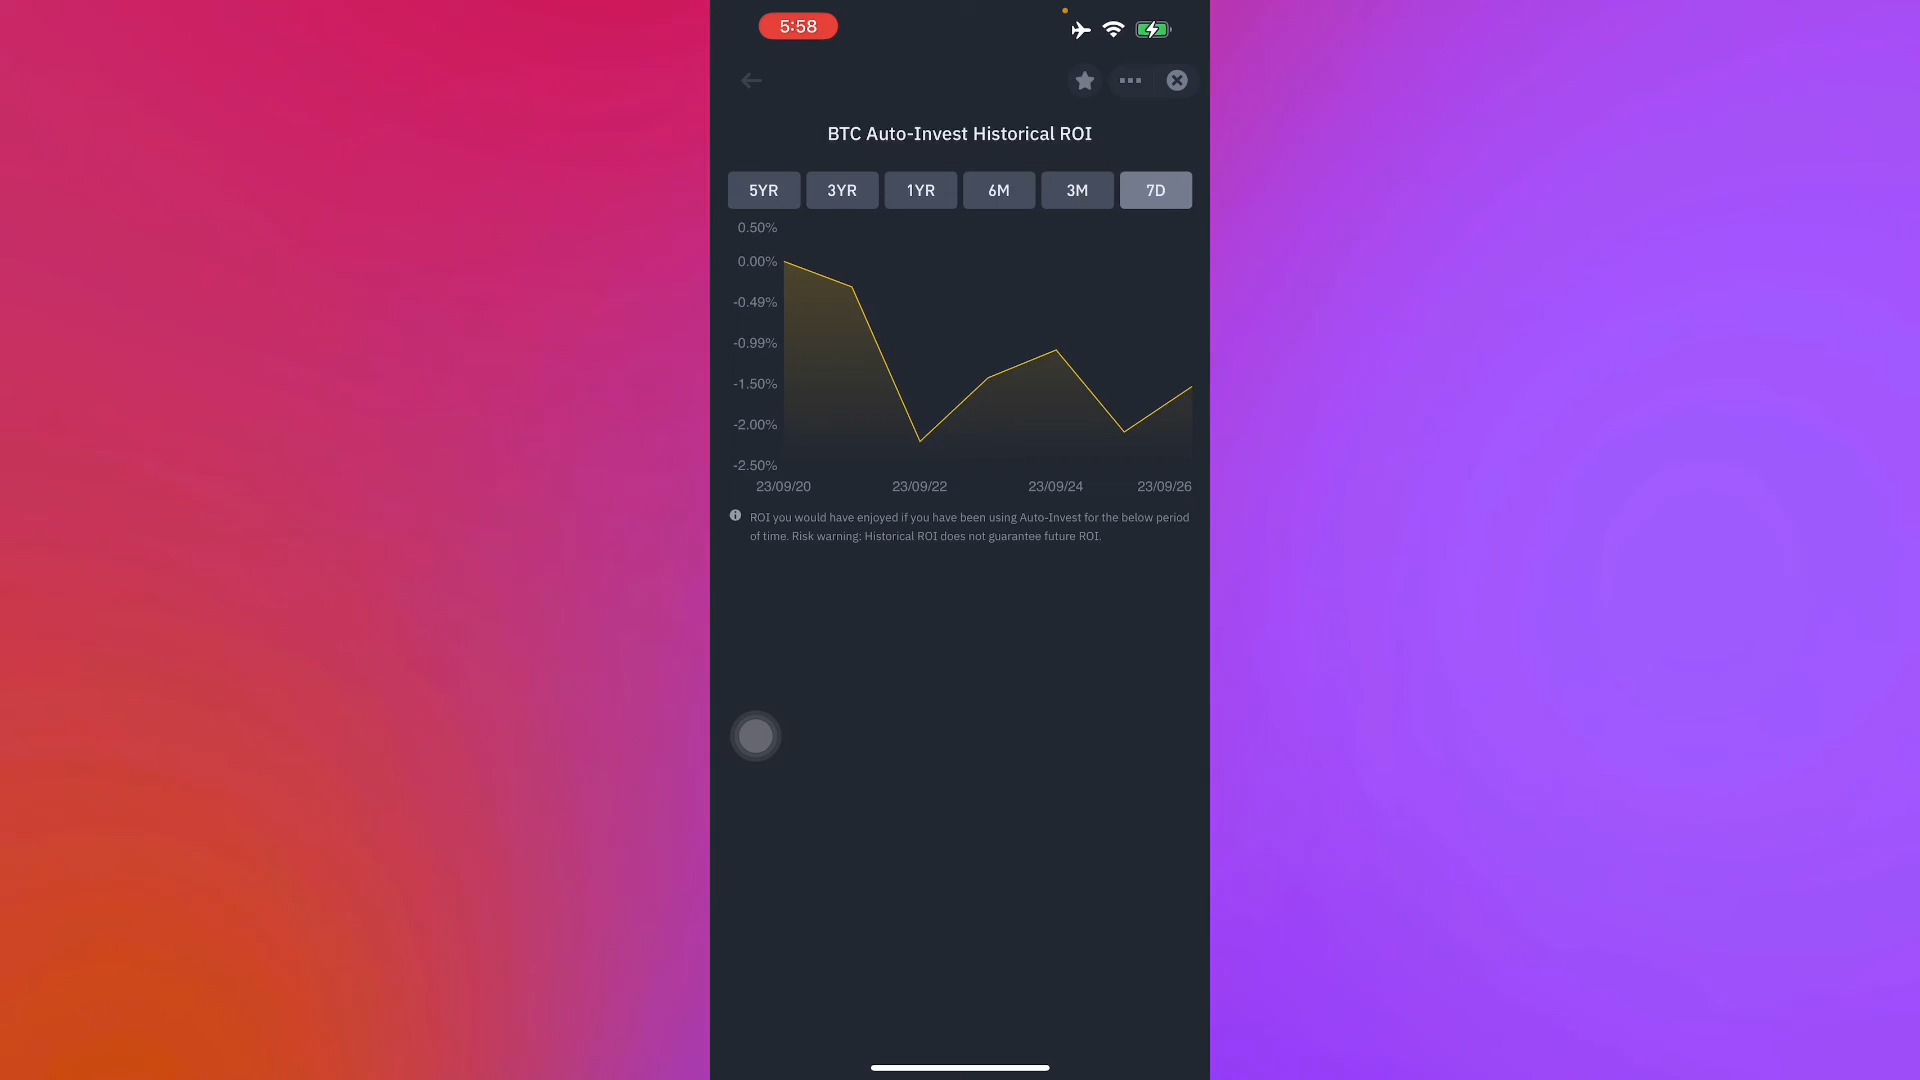 5:58
BTC Auto-Invest Historical ROI
5YR 3YR 1YR 6M 3M 7D
0.50%
0.00%
-0.49%
-0.99%
-1.50%
-2.00%
-2.50%
23/09/20 23/09/22 23/09/24 23/09/26
ROI you would have enjoyed if you have been using Auto-Invest for the below period
of time. Risk warning: Historical ROI does not guarantee future ROI.